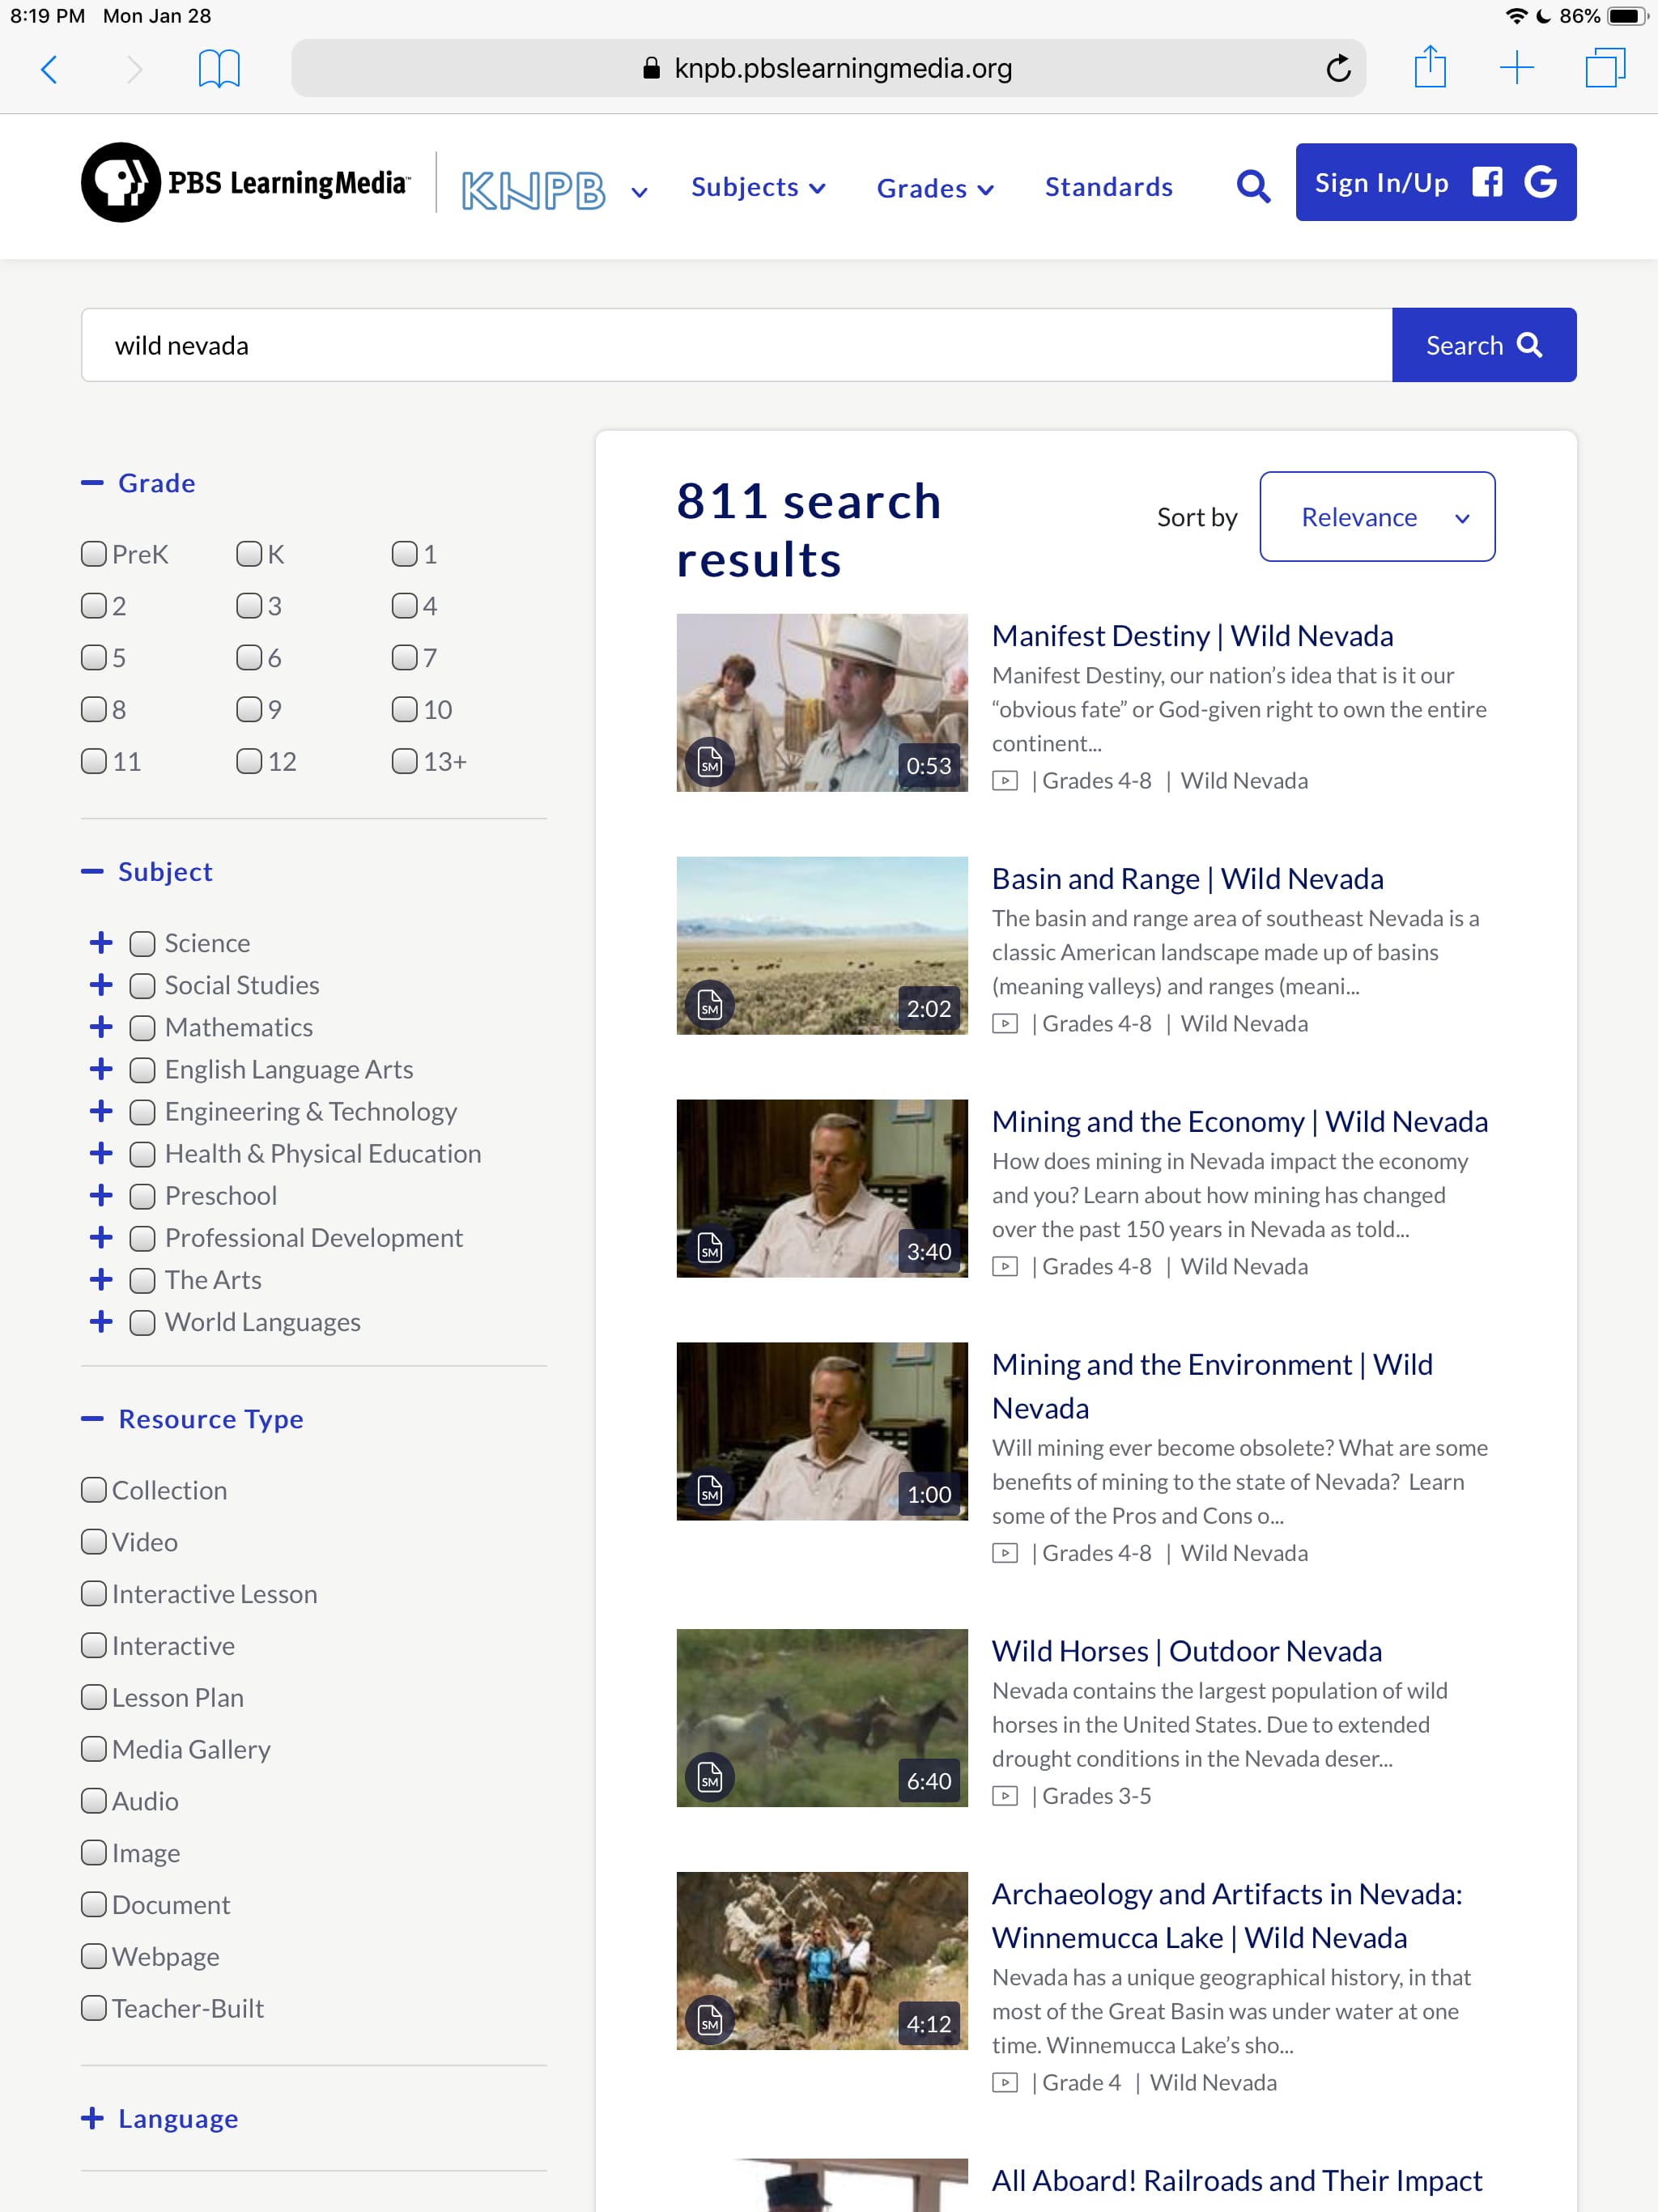 8:19 PM Mon Jan 28
86%
knpb.pbslearningmedia.org
PBS LearningMedia™
KNPB
Subjects
Grades
Standards
Sign In/Up
wild nevada
Search
Grade
PreK K 1
2 3 4
5 6 7
8 9 10
11 12 13+
Subject
Science
Social Studies
Mathematics
English Language Arts
Engineering & Technology
Health & Physical Education
Preschool
Professional Development
The Arts
World Languages
Resource Type
Collection
Video
Interactive Lesson
Interactive
Lesson Plan
Media Gallery
Audio
Image
Document
Webpage
Teacher-Built
Language
811 search
results
Sort by
Relevance
SM
0:53
Manifest Destiny | Wild Nevada
Manifest Destiny, our nation’s idea that is it our
“obvious fate” or God-given right to own the entire
continent...
| Grades 4-8 | Wild Nevada
SM
2:02
Basin and Range | Wild Nevada
The basin and range area of southeast Nevada is a
classic American landscape made up of basins
(meaning valleys) and ranges (meani...
| Grades 4-8 | Wild Nevada
SM
3:40
Mining and the Economy | Wild Nevada
How does mining in Nevada impact the economy
and you? Learn about how mining has changed
over the past 150 years in Nevada as told...
| Grades 4-8 | Wild Nevada
SM
1:00
Mining and the Environment | Wild
Nevada
Will mining ever become obsolete? What are some
benefits of mining to the state of Nevada? Learn
some of the Pros and Cons o...
| Grades 4-8 | Wild Nevada
SM
6:40
Wild Horses | Outdoor Nevada
Nevada contains the largest population of wild
horses in the United States. Due to extended
drought conditions in the Nevada deser...
| Grades 3-5
SM
4:12
Archaeology and Artifacts in Nevada:
Winnemucca Lake | Wild Nevada
Nevada has a unique geographical history, in that
most of the Great Basin was under water at one
time. Winnemucca Lake’s sho...
| Grade 4 | Wild Nevada
All Aboard! Railroads and Their Impact